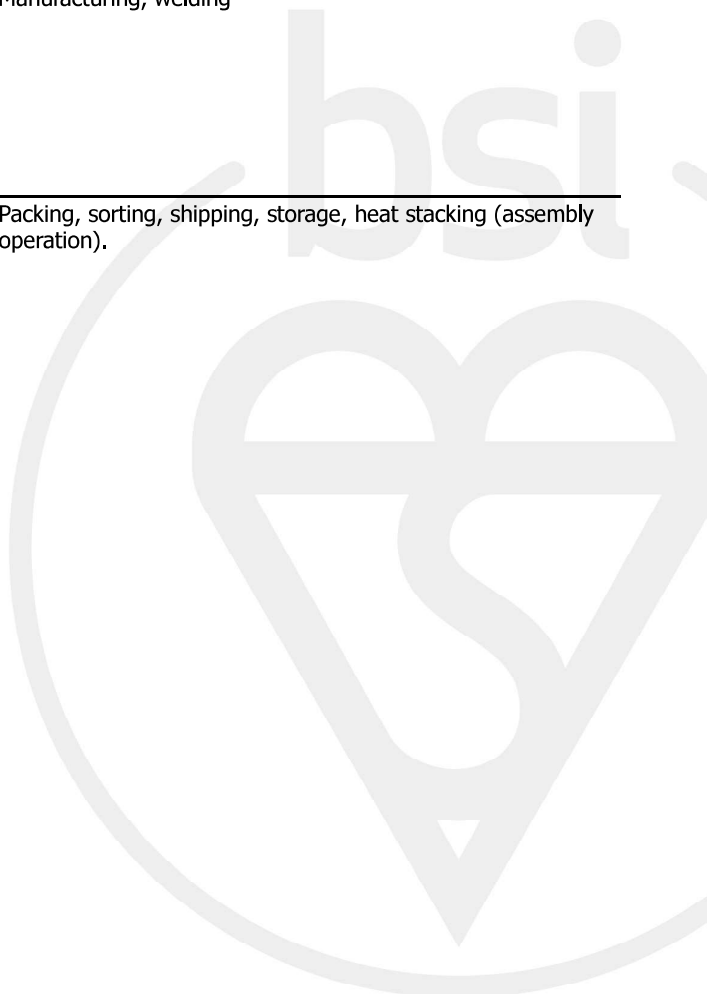 Manufacturing, welding
bsi
Packing, sorting, shipping, storage, heat stacking (assembly
operation).